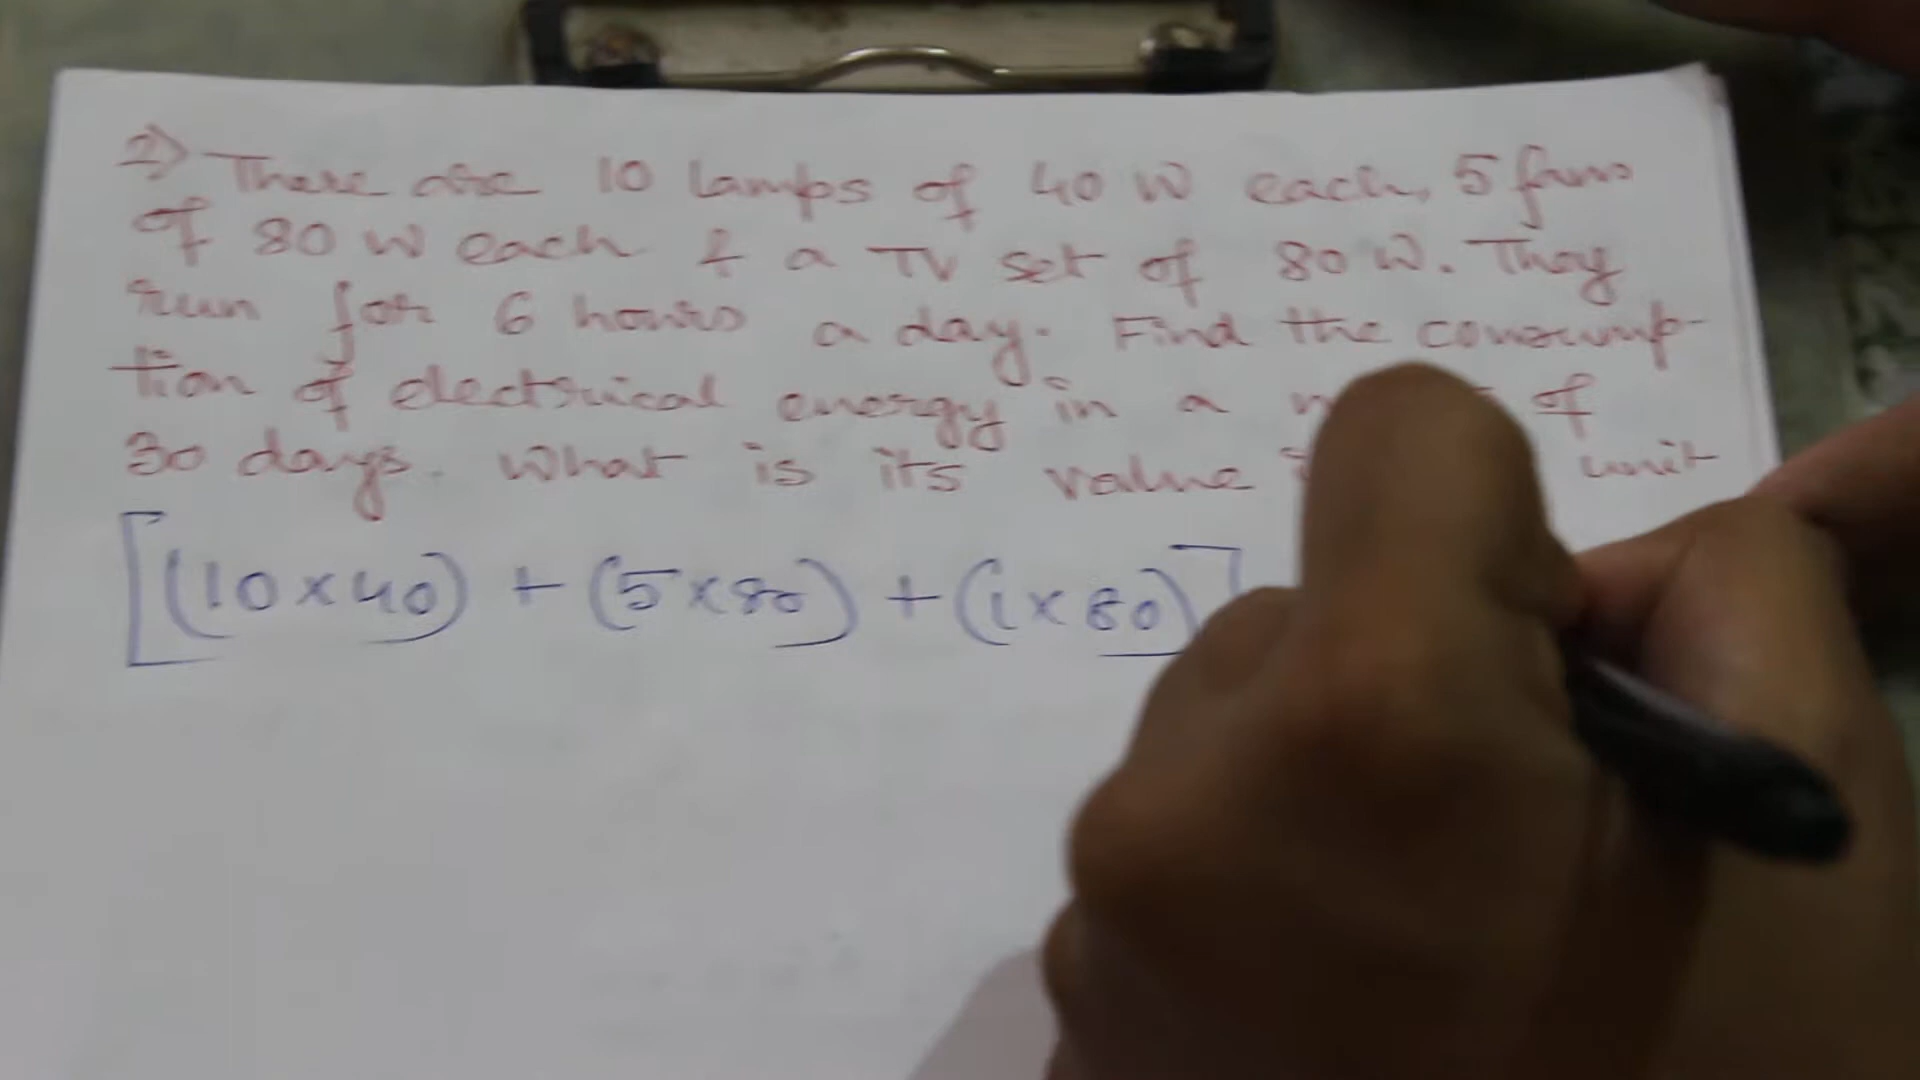 2) There are 10 lamps of 40 W each, 5 fans
of 80 W each & a TV set of 80 W. They
run for 6 hours a day. Find the consump-
tion of electrical energy in a of
30 days. What is its value unit
[(10 x 40) + (5 x 80) + (1 x 80)]